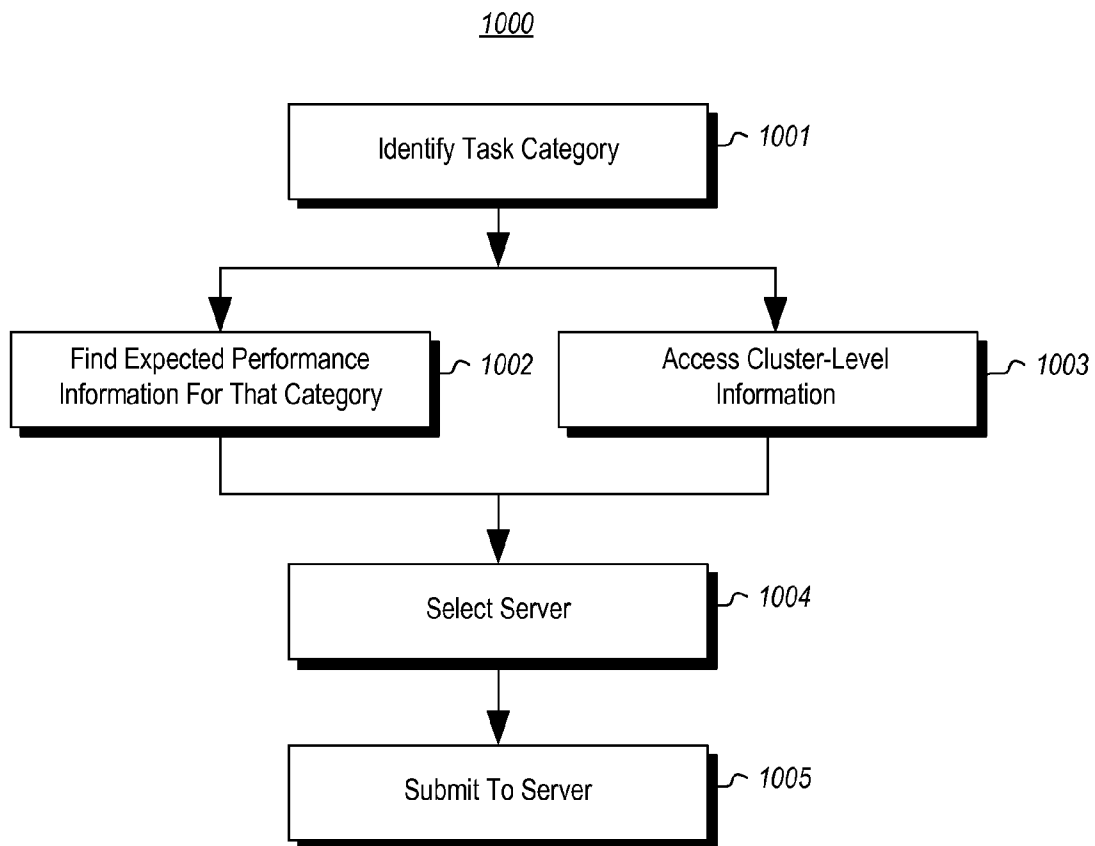 1000
Identify Task Category
1001
Find Expected Performance
Information For That Category
1002
Access Cluster-Level
Information
1003
Select Server
1004
Submit To Server
1005